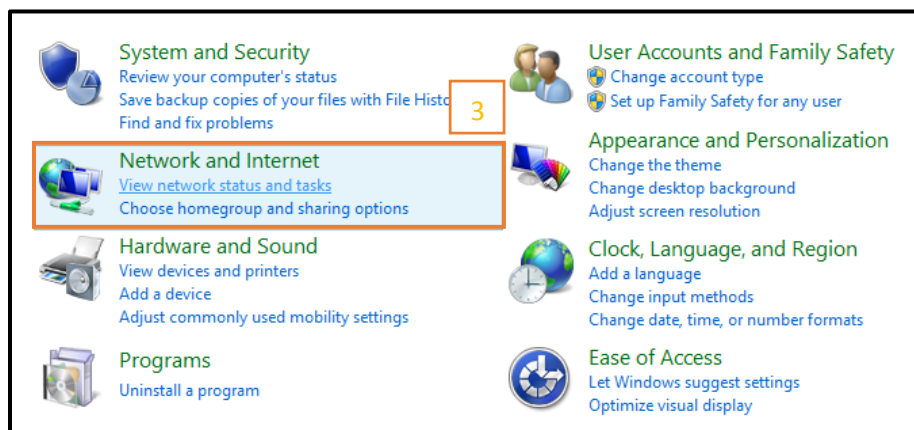 System and Security
Review your computer's status
Save backup copies of your files with File Histo
Find and fix problems
3
Network and Internet
View network status and tasks
Choose homegroup and sharing options
Hardware and Sound
View devices and printers
Add a device
Adjust commonly used mobility settings
Programs
Uninstall a program
User Accounts and Family Safety
Change account type
Set up Family Safety for any user
Appearance and Personalization
Change the theme
Change desktop background
Adjust screen resolution
Clock, Language, and Region
Add a language
Change input methods
Change date, time, or number formats
Ease of Access
Let Windows suggest settings
Optimize visual display